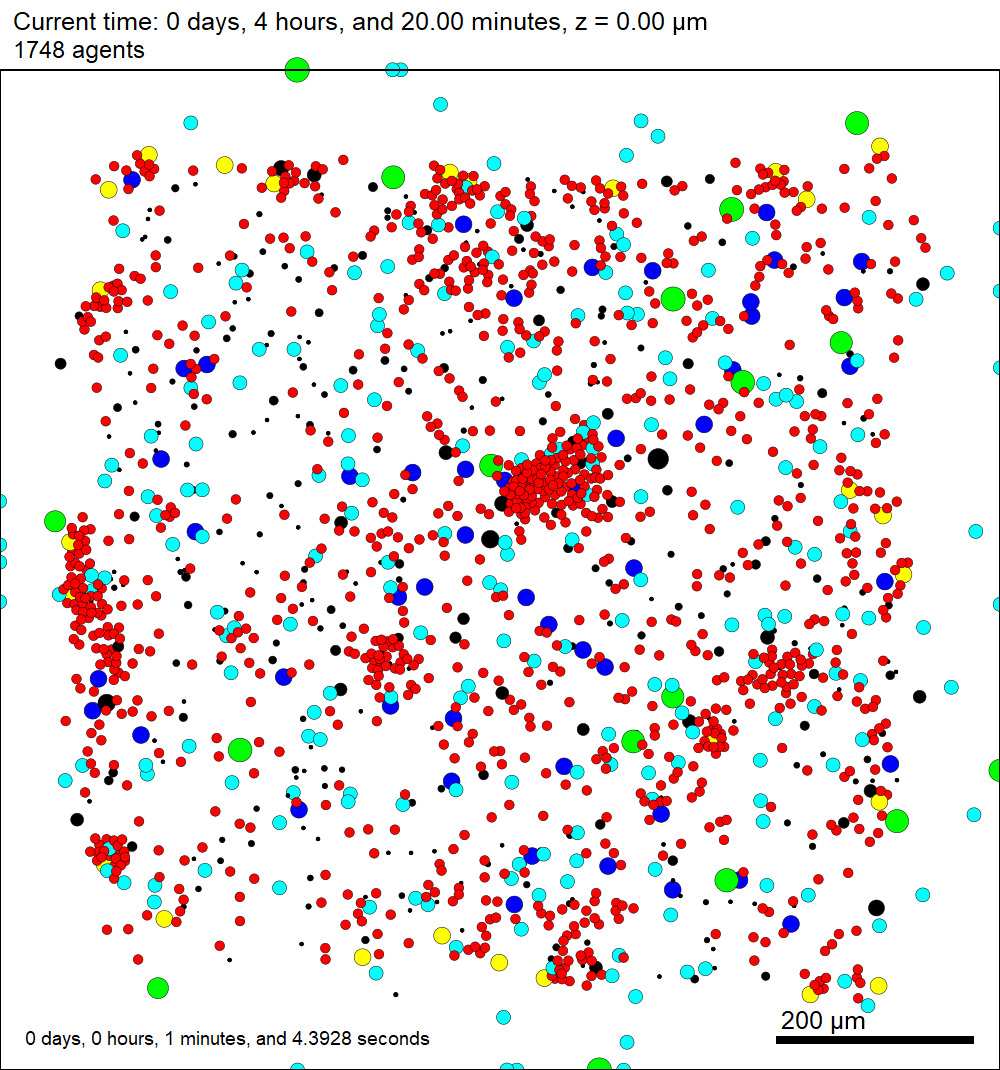 Current time: 0 days, 4 hours, and 20.00 minutes, z = 0.00 µm
1748 agents
200 µm
0 days, 0 hours, 1 minutes, and 4.3928 seconds